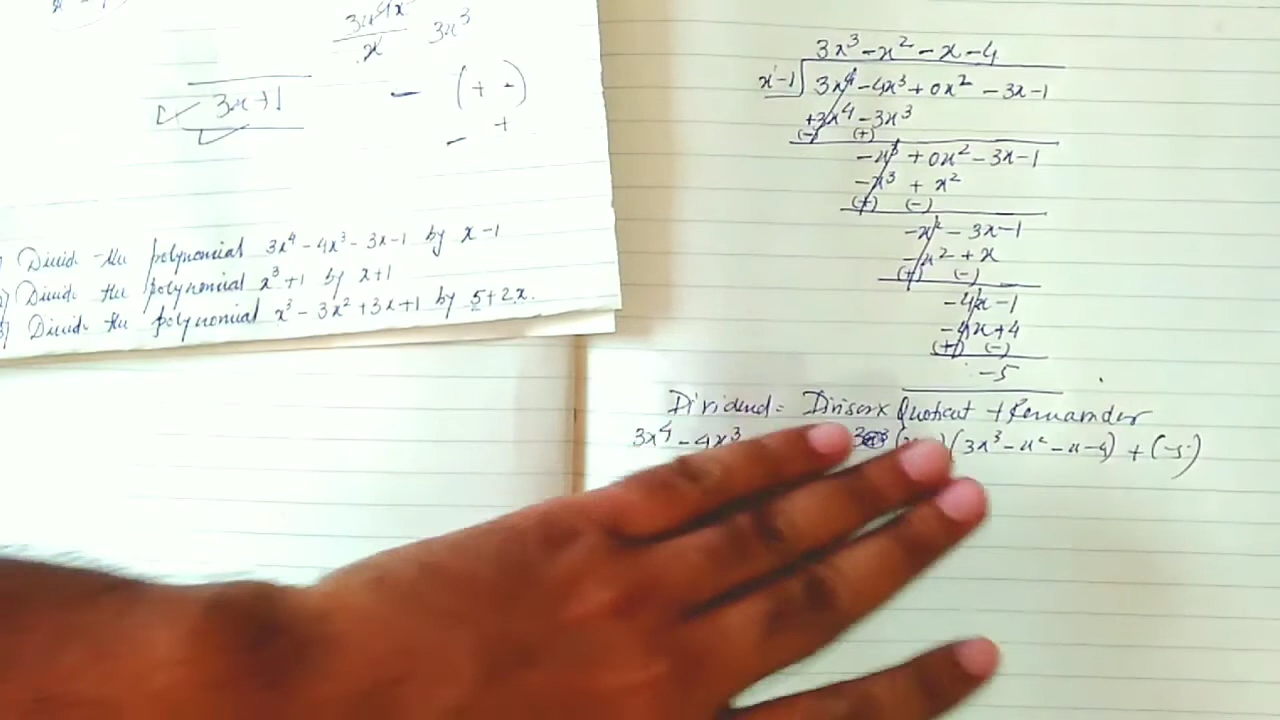 3x⁴x
x
3x³
3x+1
- (+ -)
- +
Divide the polynomial 3x⁴ - 4x³ - 3x - 1 by x - 1
2) Divide the polynomial x³ + 1 by x + 1
3) Divide the polynomial x³ - 3x² + 3x + 1 by 5 + 2x.
3x³ - x² - x - 4
x - 1 ) 3x⁴ - 4x³ + 0x² - 3x - 1
+3x⁴ - 3x³
(-) (+)
-x³ + 0x² - 3x - 1
-x³ + x²
(+) (-)
-x² - 3x - 1
-x² + x
(+) (-)
-4x - 1
-4x + 4
(+) (-)
-5
Dividend = Divisor x Quotient + Remainder
3x⁴ - 4x³ (3x³ - x² - x - 4) + (-5)